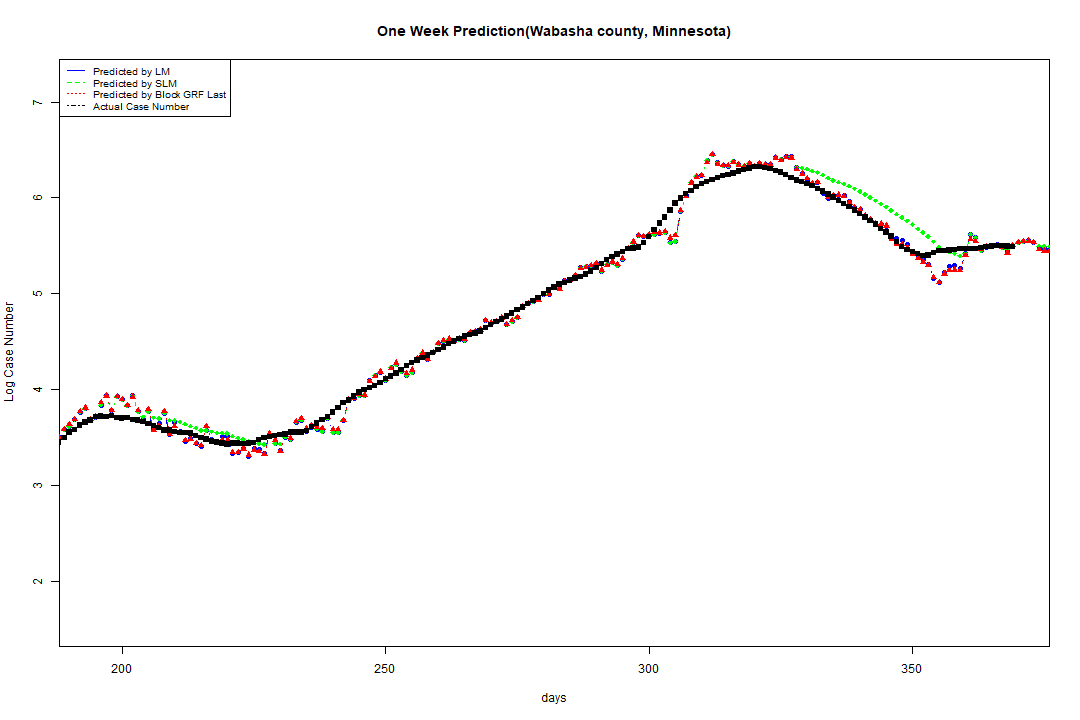 One Week Prediction(Wabasha county, Minnesota)
Predicted by LM
Predicted by SLM
Predicted by Block GRF Last
Actual Case Number
7
6
5
4
3
2
Log Case Number
200 250 300 350
days